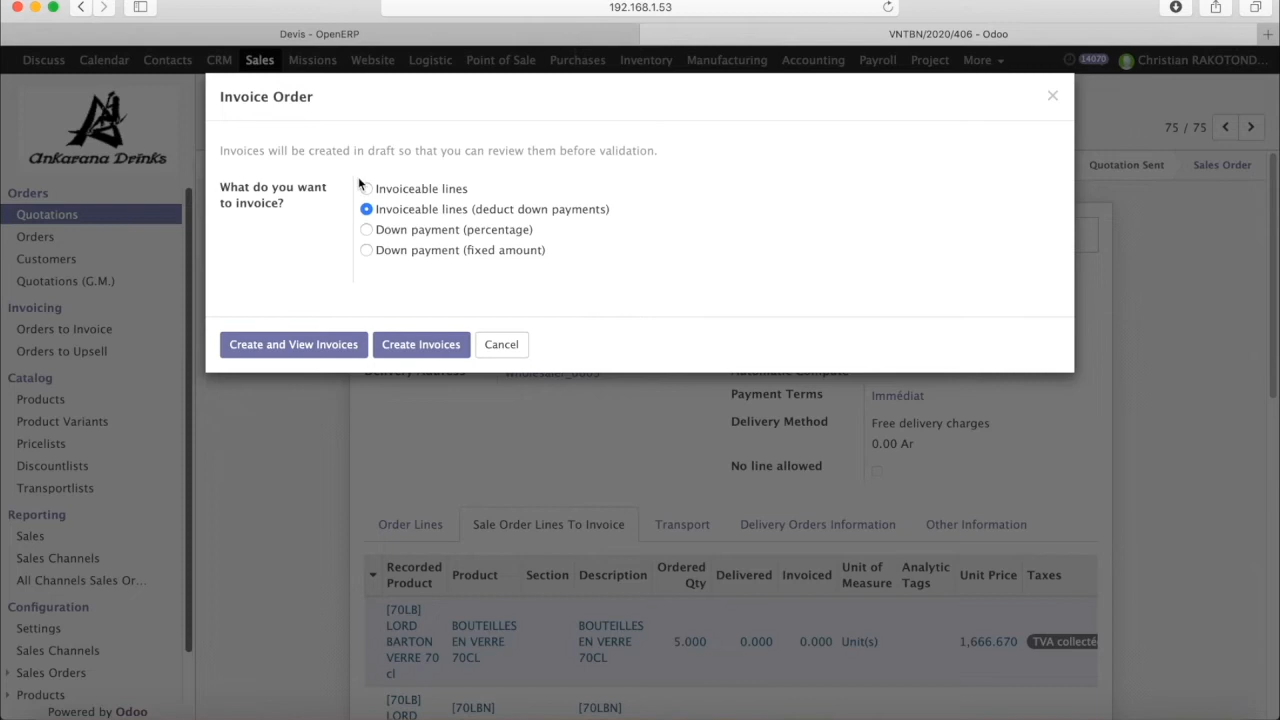 192.168.1.53
Devis - OpenERP
VNTBN/2020/406 - Odoo
Discuss Calendar Contacts CRM Sales Missions Website Logistic Point of Sale Purchases Inventory Manufacturing Accounting Payroll Project More 14070 Christian RAKOTOND...
Ankarana Drinks
Invoice Order
75 / 75
Quotation Sent Sales Order
Invoices will be created in draft so that you can review them before validation.
What do you want
to invoice?
Invoiceable lines
Invoiceable lines (deduct down payments)
Down payment (percentage)
Down payment (fixed amount)
Create and View Invoices Create Invoices Cancel
Orders
Quotations
Orders
Customers
Quotations (G.M.)
Invoicing
Orders to Invoice
Orders to Upsell
Catalog
Products
Product Variants
Pricelists
Discountlists
Transportlists
Reporting
Sales
Sales Channels
All Channels Sales Or...
Configuration
Settings
Sales Channels
Sales Orders
Products
Powered by Odoo
Payment Terms Immédiat
Delivery Method Free delivery charges
0.00 Ar
No line allowed
Order Lines Sale Order Lines To Invoice Transport Delivery Orders Information Other Information
Recorded
Product
Product
Section
Description
Ordered
Qty
Delivered
Invoiced
Unit of
Measure
Analytic
Tags
Unit Price
Taxes
[70LB]
LORD
BARTON
VERRE 70
cl
BOUTEILLES
EN VERRE
70CL
BOUTEILLES
EN VERRE
70CL
5.000 0.000 0.000 Unit(s) 1,666.670 TVA collecté
[70LB]
LORD
[70LBN]
[70LBN]